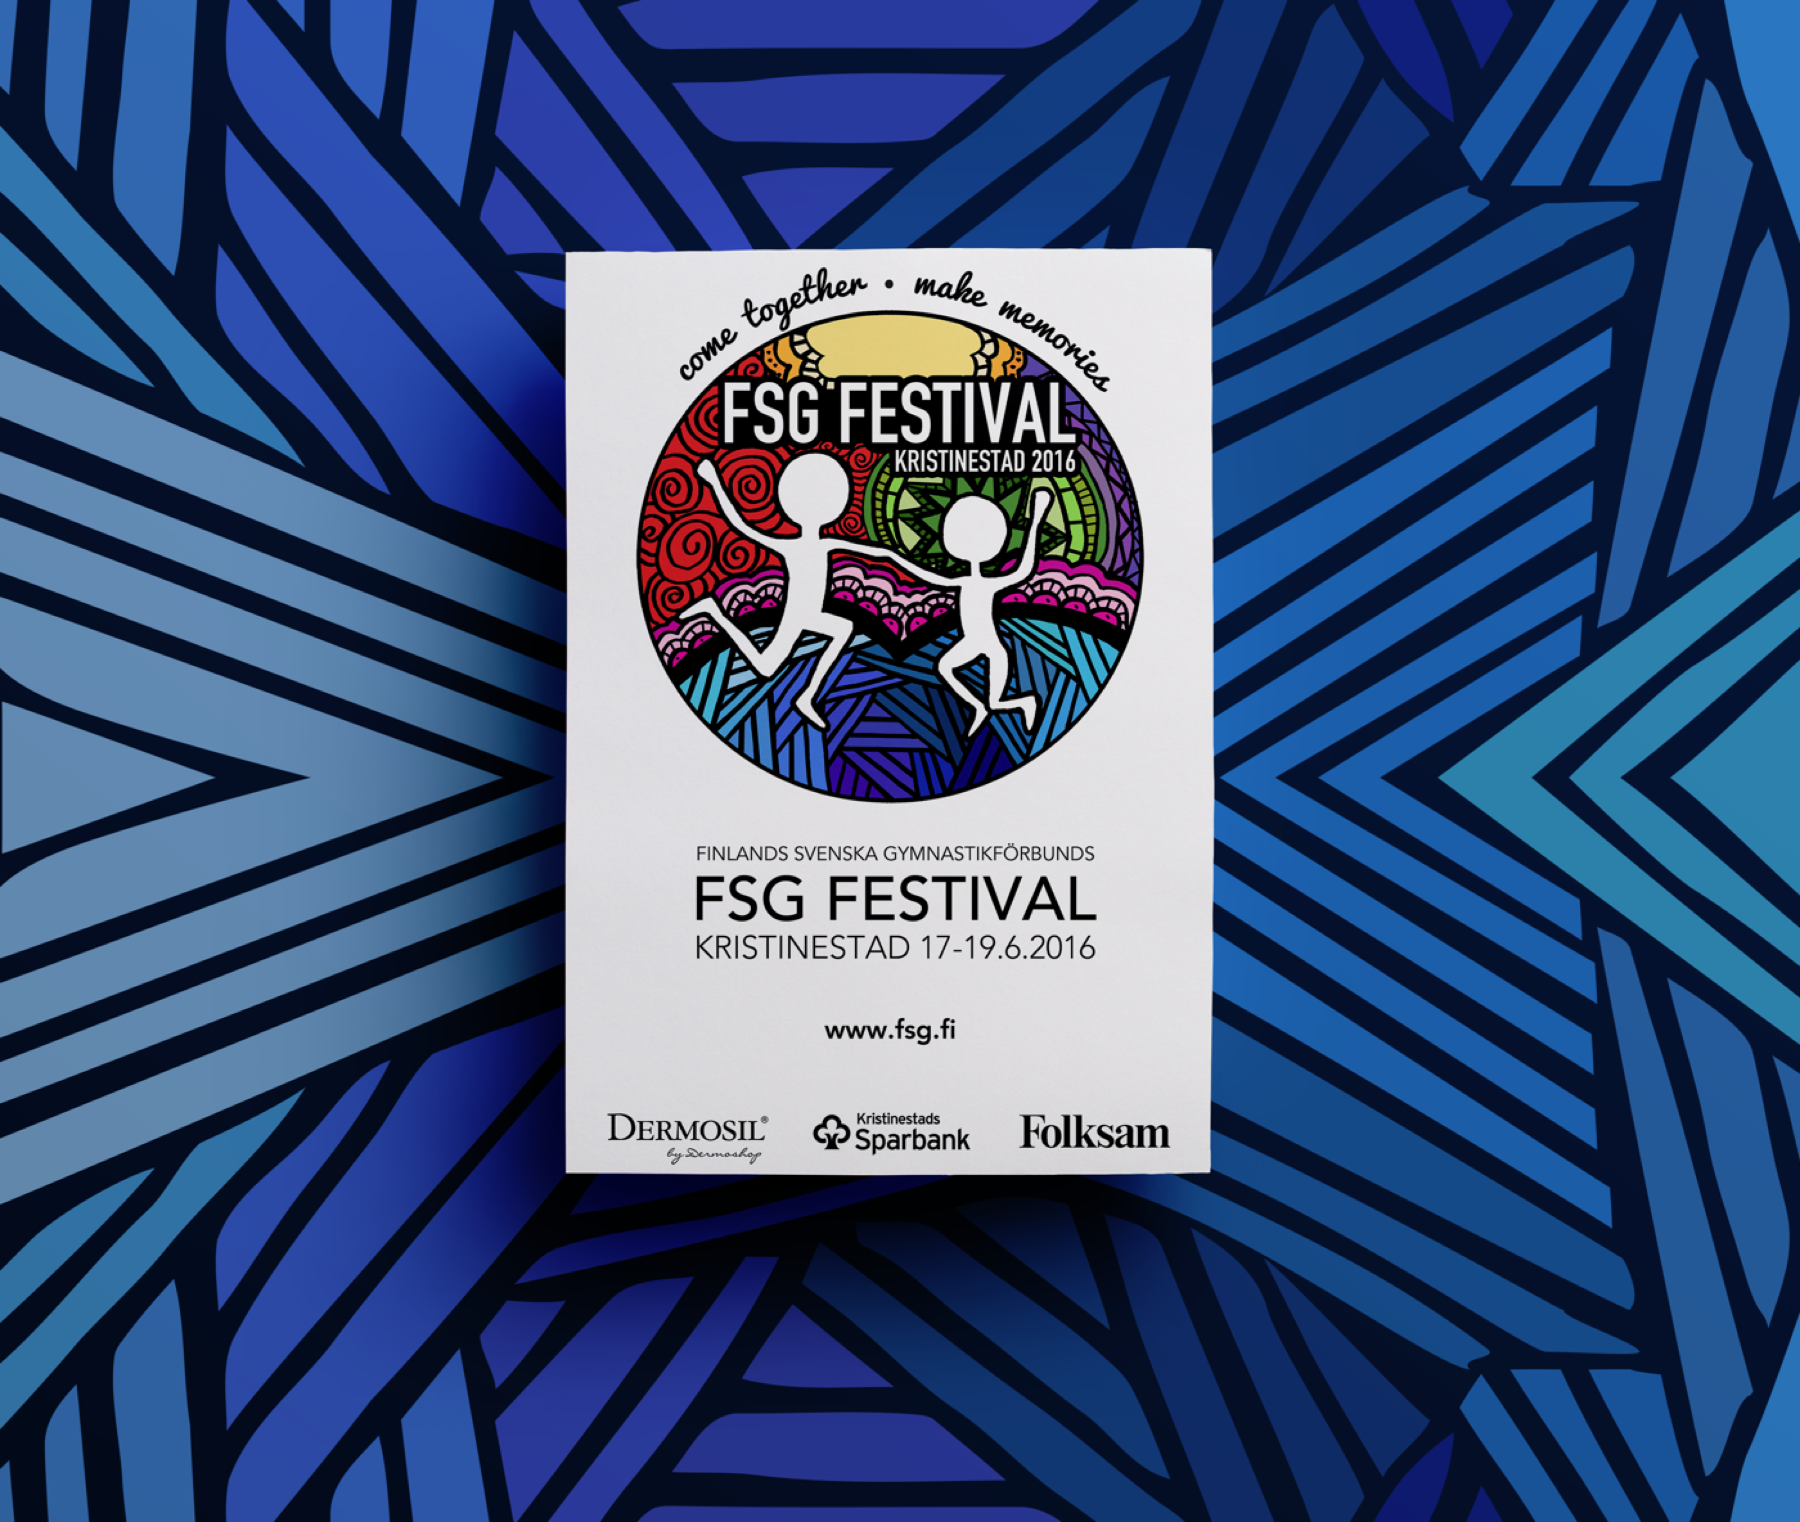 come together • make memories
FSG FESTIVAL
KRISTINESTAD 2016
FINLANDS SVENSKA GYMNASTIKFÖRBUNDS
FSG FESTIVAL
KRISTINESTAD 17-19.6.2016
www.fsg.fi
DERMOSIL®
by Dermoshop
Kristinestads
Sparbank
Folksam